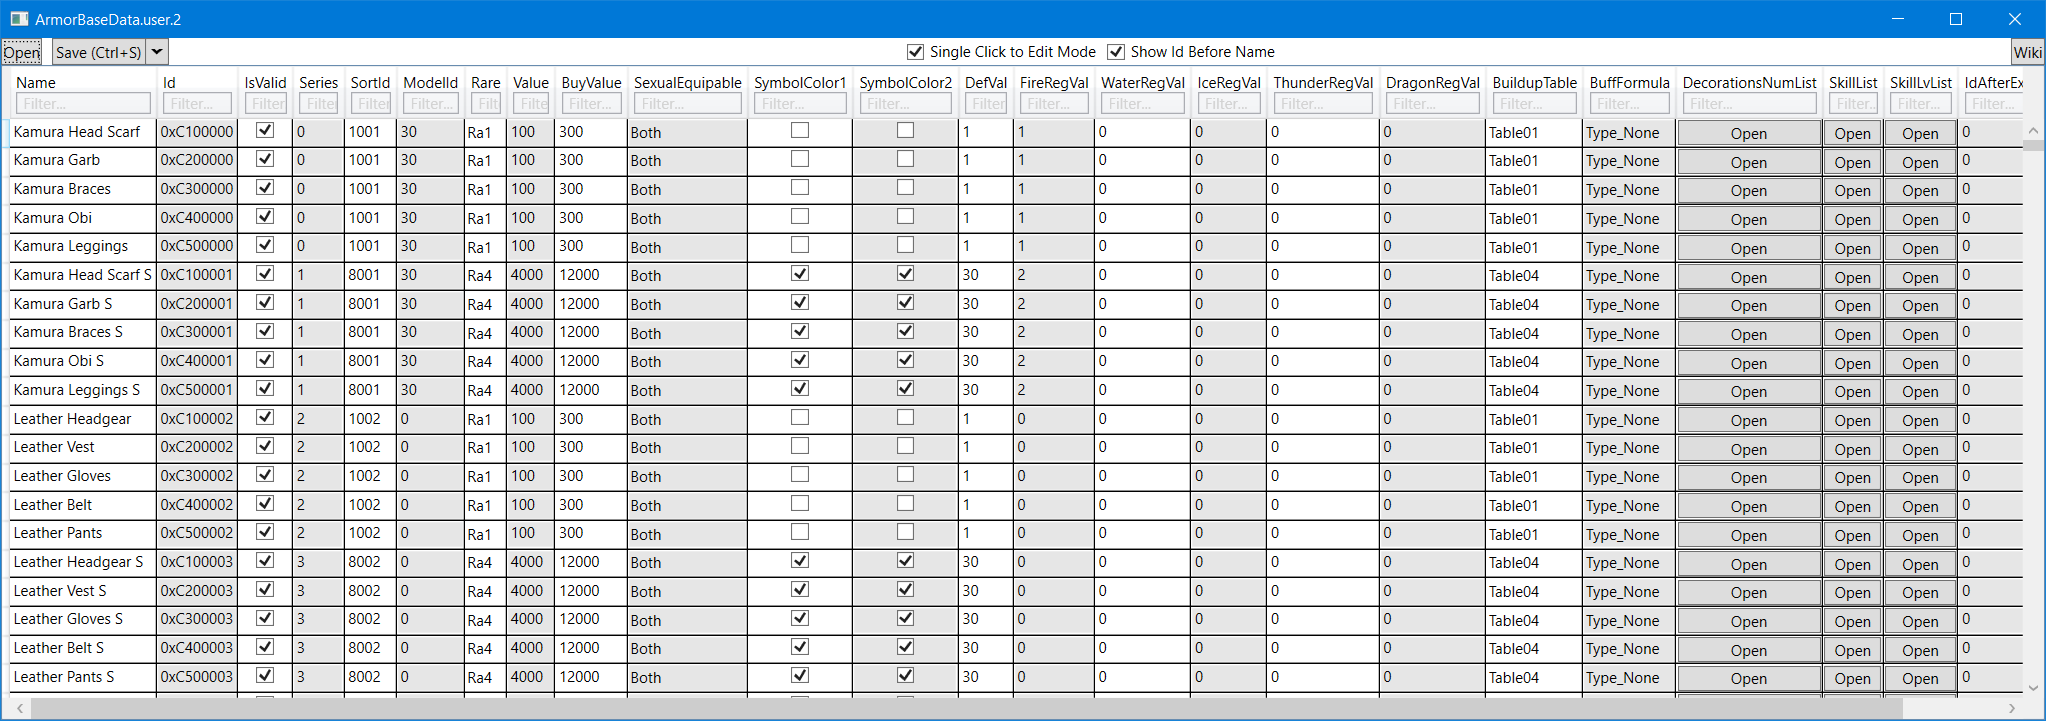 ArmorBaseData.user.2
Open Save (Ctrl+S) Single Click to Edit Mode Show Id Before Name Wiki
Name Id IsValid Series SortId ModelId Rare Value BuyValue SexualEquipable SymbolColor1 SymbolColor2 DefVal FireRegVal WaterRegVal IceRegVal ThunderRegVal DragonRegVal BuildupTable BuffFormula DecorationsNumList SkillList SkillLvList IdAfterEx
Filter... Filter... Filter Filter Filter Filter... Filter Filte Filter... Filter... Filter... Filter... Filter Filter... Filter... Filter... Filter... Filter... Filter... Filter... Filter... Filter... Filter... Filter...
Kamura Head Scarf 0xC100000 0 1001 30 Ra1 100 300 Both 1 1 0 0 0 0 Table01 Type_None Open Open Open 0
Kamura Garb 0xC200000 0 1001 30 Ra1 100 300 Both 1 1 0 0 0 0 Table01 Type_None Open Open Open 0
Kamura Braces 0xC300000 0 1001 30 Ra1 100 300 Both 1 1 0 0 0 0 Table01 Type_None Open Open Open 0
Kamura Obi 0xC400000 0 1001 30 Ra1 100 300 Both 1 1 0 0 0 0 Table01 Type_None Open Open Open 0
Kamura Leggings 0xC500000 0 1001 30 Ra1 100 300 Both 1 1 0 0 0 0 Table01 Type_None Open Open Open 0
Kamura Head Scarf S 0xC100001 1 8001 30 Ra4 4000 12000 Both 30 2 0 0 0 0 Table04 Type_None Open Open Open 0
Kamura Garb S 0xC200001 1 8001 30 Ra4 4000 12000 Both 30 2 0 0 0 0 Table04 Type_None Open Open Open 0
Kamura Braces S 0xC300001 1 8001 30 Ra4 4000 12000 Both 30 2 0 0 0 0 Table04 Type_None Open Open Open 0
Kamura Obi S 0xC400001 1 8001 30 Ra4 4000 12000 Both 30 2 0 0 0 0 Table04 Type_None Open Open Open 0
Kamura Leggings S 0xC500001 1 8001 30 Ra4 4000 12000 Both 30 2 0 0 0 0 Table04 Type_None Open Open Open 0
Leather Headgear 0xC100002 2 1002 0 Ra1 100 300 Both 1 0 0 0 0 0 Table01 Type_None Open Open Open 0
Leather Vest 0xC200002 2 1002 0 Ra1 100 300 Both 1 0 0 0 0 0 Table01 Type_None Open Open Open 0
Leather Gloves 0xC300002 2 1002 0 Ra1 100 300 Both 1 0 0 0 0 0 Table01 Type_None Open Open Open 0
Leather Belt 0xC400002 2 1002 0 Ra1 100 300 Both 1 0 0 0 0 0 Table01 Type_None Open Open Open 0
Leather Pants 0xC500002 2 1002 0 Ra1 100 300 Both 1 0 0 0 0 0 Table01 Type_None Open Open Open 0
Leather Headgear S 0xC100003 3 8002 0 Ra4 4000 12000 Both 30 0 0 0 0 0 Table04 Type_None Open Open Open 0
Leather Vest S 0xC200003 3 8002 0 Ra4 4000 12000 Both 30 0 0 0 0 0 Table04 Type_None Open Open Open 0
Leather Gloves S 0xC300003 3 8002 0 Ra4 4000 12000 Both 30 0 0 0 0 0 Table04 Type_None Open Open Open 0
Leather Belt S 0xC400003 3 8002 0 Ra4 4000 12000 Both 30 0 0 0 0 0 Table04 Type_None Open Open Open 0
Leather Pants S 0xC500003 3 8002 0 Ra4 4000 12000 Both 30 0 0 0 0 0 Table04 Type_None Open Open Open 0